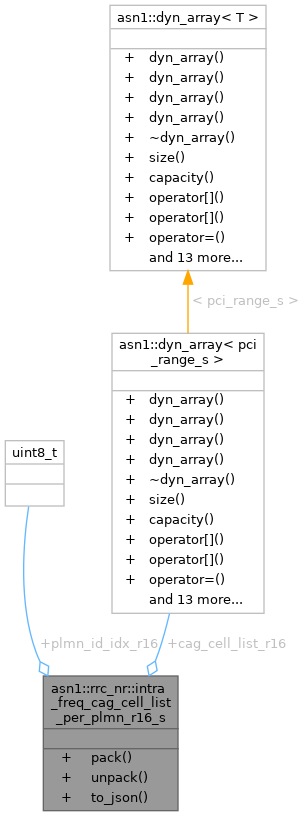 asn1::dyn_array< T >
+ dyn_array()
+ dyn_array()
+ dyn_array()
+ dyn_array()
+ ~dyn_array()
+ size()
+ capacity()
+ operator[]()
+ operator[]()
+ operator=()
and 13 more...
< pci_range_s >
asn1::dyn_array< pci
_range_s >
+ dyn_array()
+ dyn_array()
+ dyn_array()
+ dyn_array()
+ ~dyn_array()
+ size()
+ capacity()
+ operator[]()
+ operator[]()
+ operator=()
and 13 more...
uint8_t
+plmn_id_idx_r16
+cag_cell_list_r16
asn1::rrc_nr::intra
_freq_cag_cell_list
_per_plmn_r16_s
+ pack()
+ unpack()
+ to_json()